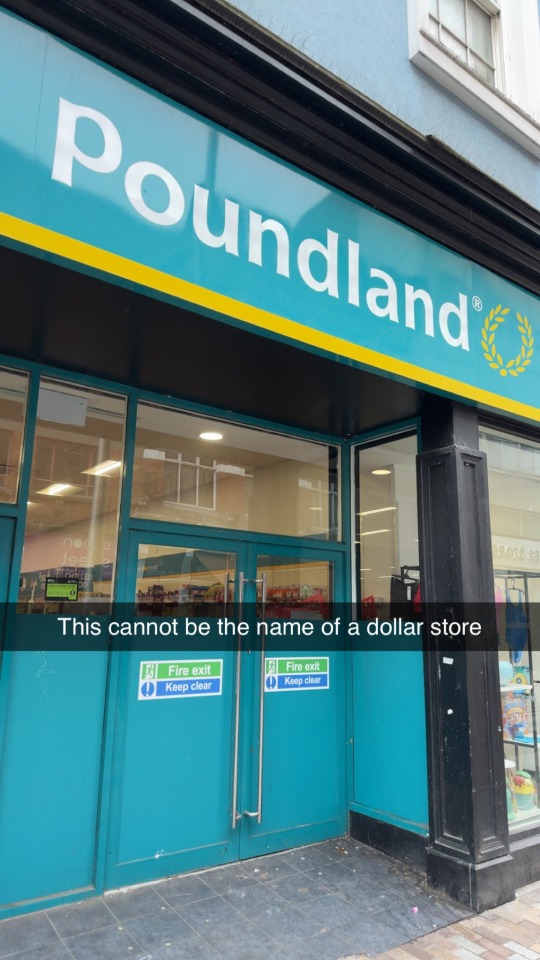 Poundland®
This cannot be the name of a dollar store
Fire exit
Keep clear
Fire exit
Keep clear